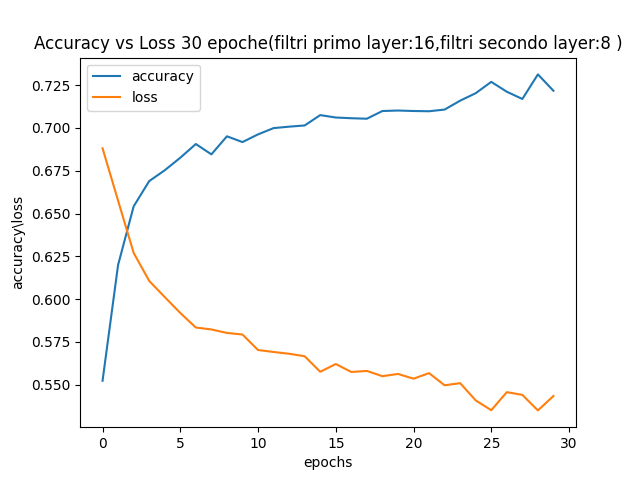 Accuracy vs Loss 30 epoche(filtri primo layer:16,filtri secondo layer:8 )
accuracy
loss
accuracy\loss
0.725
0.700
0.675
0.650
0.625
0.600
0.575
0.550
0 5 10 15 20 25 30
epochs